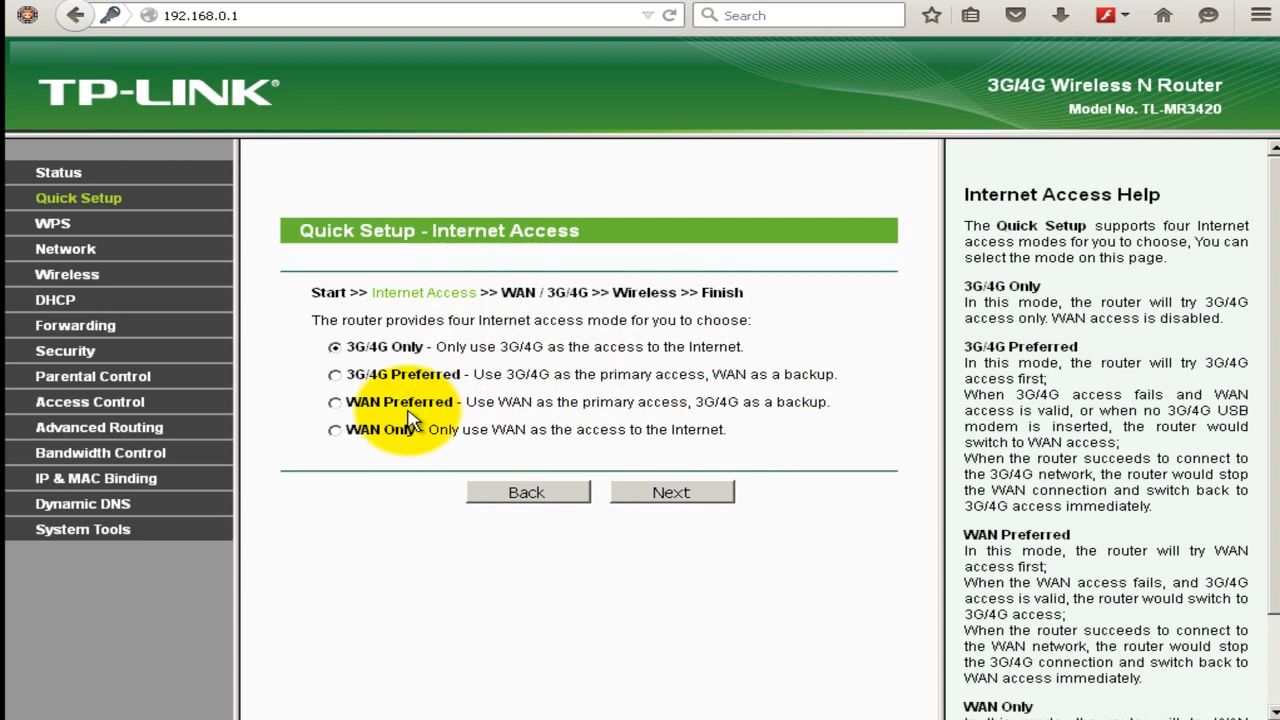 192.168.0.1
Search
TP-LINK®
3G/4G Wireless N Router
Model No. TL-MR3420
Status
Quick Setup
WPS
Network
Wireless
DHCP
Forwarding
Security
Parental Control
Access Control
Advanced Routing
Bandwidth Control
IP & MAC Binding
Dynamic DNS
System Tools
Quick Setup - Internet Access
Start >> Internet Access >> WAN / 3G/4G >> Wireless >> Finish
The router provides four Internet access mode for you to choose:
3G/4G Only - Only use 3G/4G as the access to the Internet.
3G/4G Preferred - Use 3G/4G as the primary access, WAN as a backup.
WAN Preferred - Use WAN as the primary access, 3G/4G as a backup.
WAN Only - Only use WAN as the access to the Internet.
Back
Next
Internet Access Help
The Quick Setup supports four Internet
access modes for you to choose, You can
select the mode on this page.
3G/4G Only
In this mode, the router will try 3G/4G
access only. WAN access is disabled.
3G/4G Preferred
In this mode, the router will try 3G/4G
access first;
When 3G/4G access fails and WAN
access is valid, or when no 3G/4G USB
modem is inserted, the router would
switch to WAN access;
When the router succeeds to connect to
the 3G/4G network, the router would stop
the WAN connection and switch back to
3G/4G access immediately.
WAN Preferred
In this mode, the router will try WAN
access first;
When the WAN access fails, and 3G/4G
access is valid, the router would switch to
3G/4G access;
When the router succeeds to connect to
the WAN network, the router would stop
the 3G/4G connection and switch back to
WAN access immediately.
WAN Only